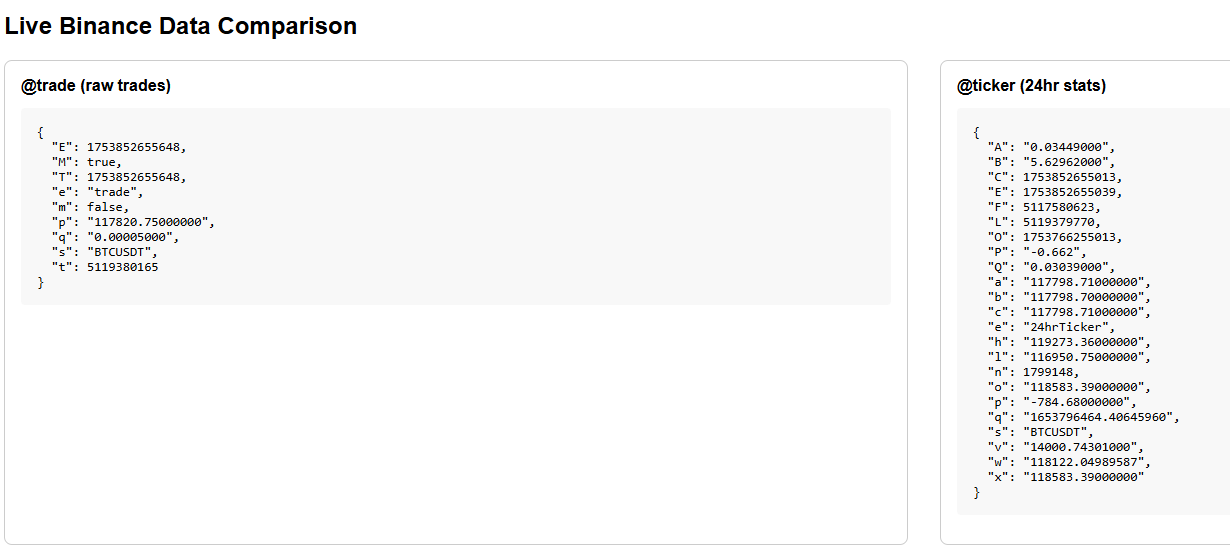 Live Binance Data Comparison
@trade (raw trades)
{
  "E": 1753852655648,
  "M": true,
  "T": 1753852655648,
  "e": "trade",
  "m": false,
  "p": "117820.75000000",
  "q": "0.00005000",
  "s": "BTCUSDT",
  "t": 5119380165
}
@ticker (24hr stats)
{
  "A": "0.03449000",
  "B": "5.62962000",
  "C": 1753852655013,
  "E": 1753852655039,
  "F": 5117580623,
  "L": 5119379770,
  "O": 1753766255013,
  "P": "-0.662",
  "Q": "0.03039000",
  "a": "117798.71000000",
  "b": "117798.70000000",
  "c": "117798.71000000",
  "e": "24hrTicker",
  "h": "119273.36000000",
  "l": "116950.75000000",
  "n": 1799148,
  "o": "118583.39000000",
  "p": "-784.68000000",
  "q": "1653796464.40645960",
  "s": "BTCUSDT",
  "v": "14000.74301000",
  "w": "118122.04989587",
  "x": "118583.39000000"
}